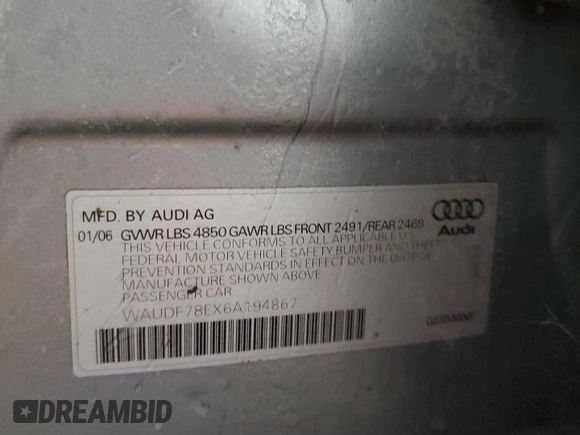 MFD. BY AUDI AG
01/06 GVWR LBS 4850 GAWR LBS FRONT 2491/REAR 2469
THIS VEHICLE CONFORMS TO ALL APPLICABLE U.S.
FEDERAL MOTOR VEHICLE SAFETY BUMPER AND THEFT
PREVENTION STANDARDS IN EFFECT ON THE DATE OF
MANUFACTURE SHOWN ABOVE
PASSENGER CAR
WAUDF78EX6A194867
Audi
GERMANY
DREAMBID